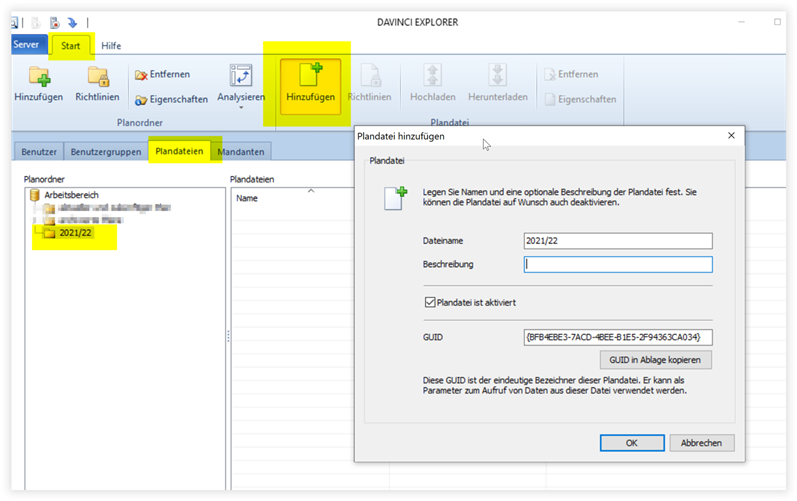 DAVINCI EXPLORER
Server Start Hilfe
Hinzufügen
Richtlinien
Entfernen
Eigenschaften
Analysieren
Planordner
Hinzufügen
Richtlinien
Hochladen
Herunterladen
Entfernen
Eigenschaften
Plandatei
Benutzer Benutzergruppen Plandateien Mandanten
Planordner
Arbeitsbereich
2021/22
Plandateien
Name
Plandatei hinzufügen
Plandatei
Legen Sie Namen und eine optionale Beschreibung der Plandatei fest. Sie
können die Plandatei auf Wunsch auch deaktivieren.
Dateiname 2021/22
Beschreibung
Plandatei ist aktiviert
GUID {BFB4EBE3-7ACD-4BEE-B1E5-2F94363CA034}
GUID in Ablage kopieren
Diese GUID ist der eindeutige Bezeichner dieser Plandatei. Er kann als
Parameter zum Aufruf von Daten aus dieser Datei verwendet werden.
OK Abbrechen